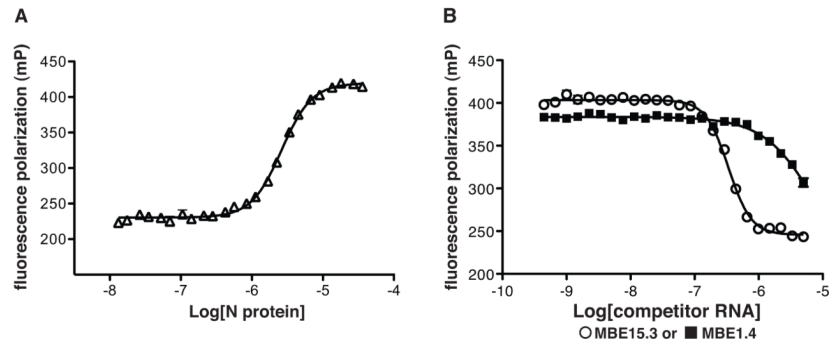 A
fluorescence polarization (mP)
450
400
350
300
250
200
-8 -7 -6 -5 -4
Log[N protein]
B
fluorescence polarization (mP)
450
400
350
300
250
200
-10 -9 -8 -7 -6 -5
Log[competitor RNA]
MBE15.3 or MBE1.4